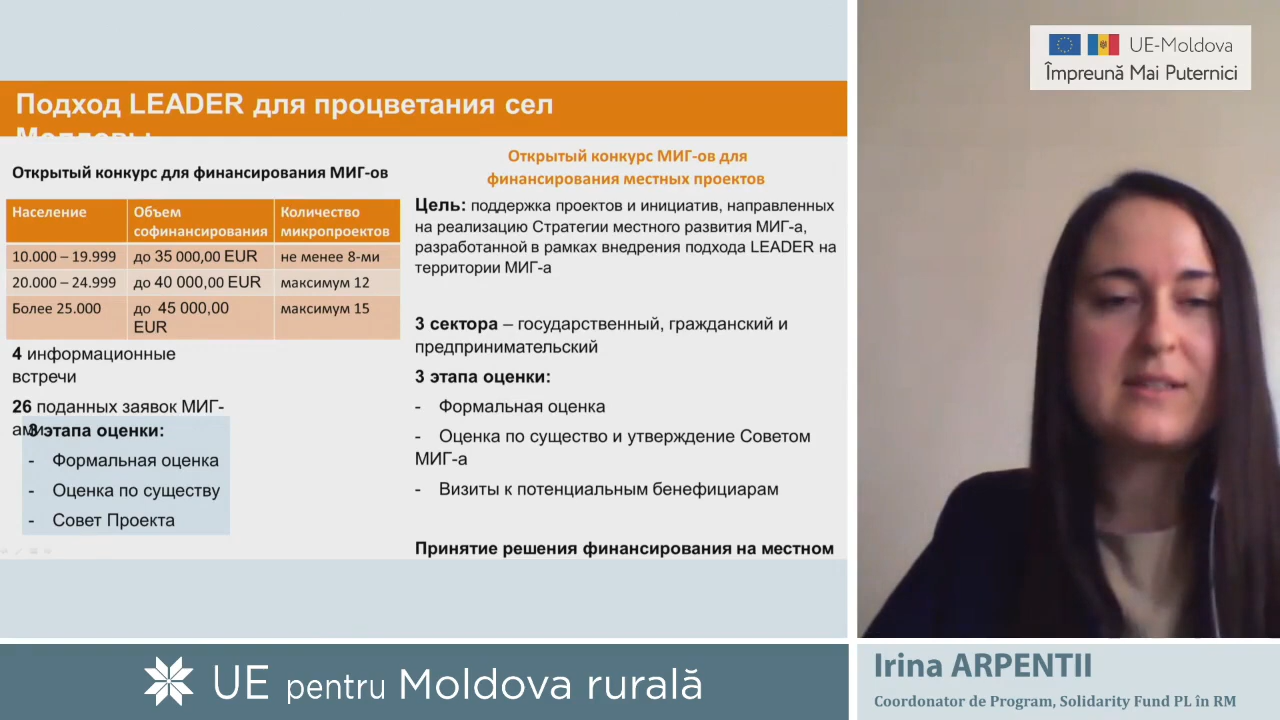 Подход LEADER для процветания сел
Открытый конкурс для финансирования МИГ-ов
Население
Объем софинансирования
Количество микропроектов
10.000 – 19.999
до 35 000,00 EUR
не менее 8-ми
20.000 – 24.999
до 40 000,00 EUR
максимум 12
Более 25.000
до 45 000,00
EUR
максимум 15
4 информационные
встречи
26 поданных заявок МИГ-
3 этапа оценки:
- Формальная оценка
- Оценка по существу
- Совет Проекта
Открытый конкурс МИГ-ов для
финансирования местных проектов
Цель: поддержка проектов и инициатив, направленных
на реализацию Стратегии местного развития МИГ-а,
разработанной в рамках внедрения подхода LEADER на
территории МИГ-а
3 сектора – государственный, гражданский и
предпринимательский
3 этапа оценки:
- Формальная оценка
- Оценка по существо и утверждение Советом
МИГ-а
- Визиты к потенциальным бенефициарам
Принятие решения финансирования на местном
UE-Moldova
Împreună Mai Puternici
UE pentru Moldova rurală
Irina ARPENTII
Coordonator de Program, Solidarity Fund PL în RM